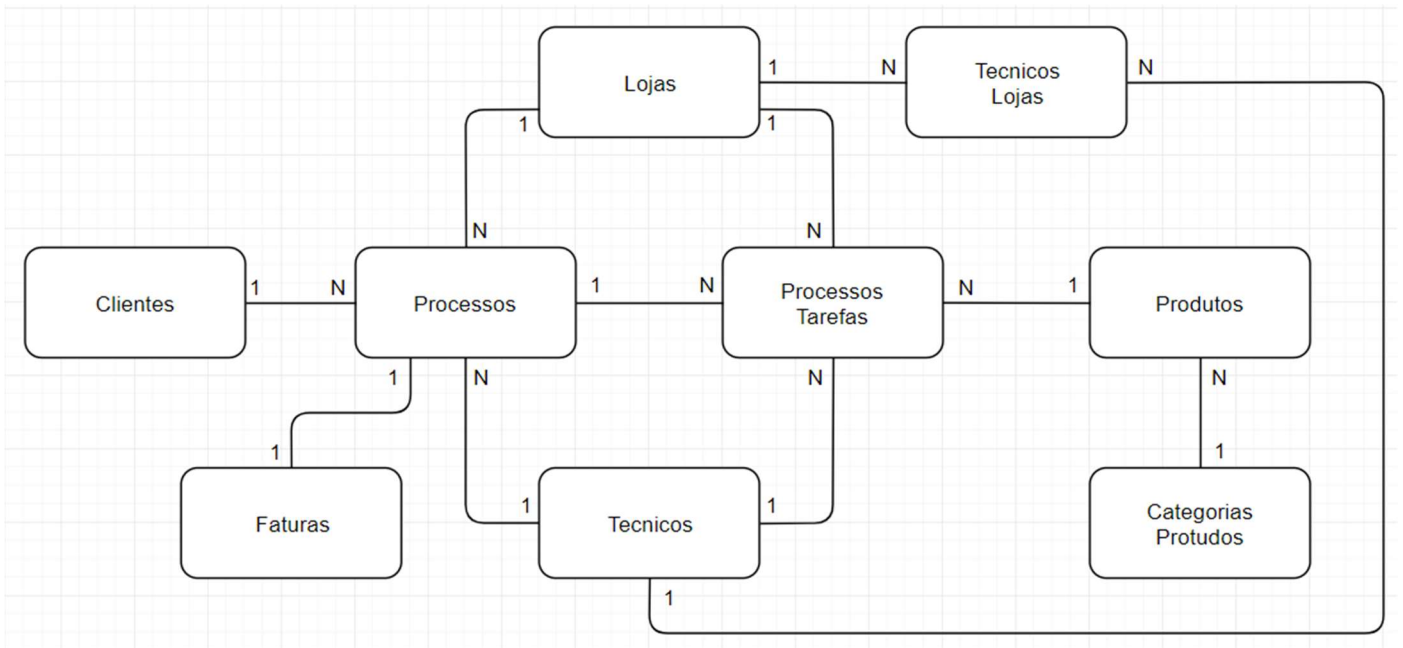 Lojas
1
N
Tecnicos
Lojas
N
1
1
N
N
Clientes
1
N
Processos
1
N
Processos
Tarefas
N
1
Produtos
1
N
N
N
1
Faturas
1
Tecnicos
1
1
Categorias
Protudos
1